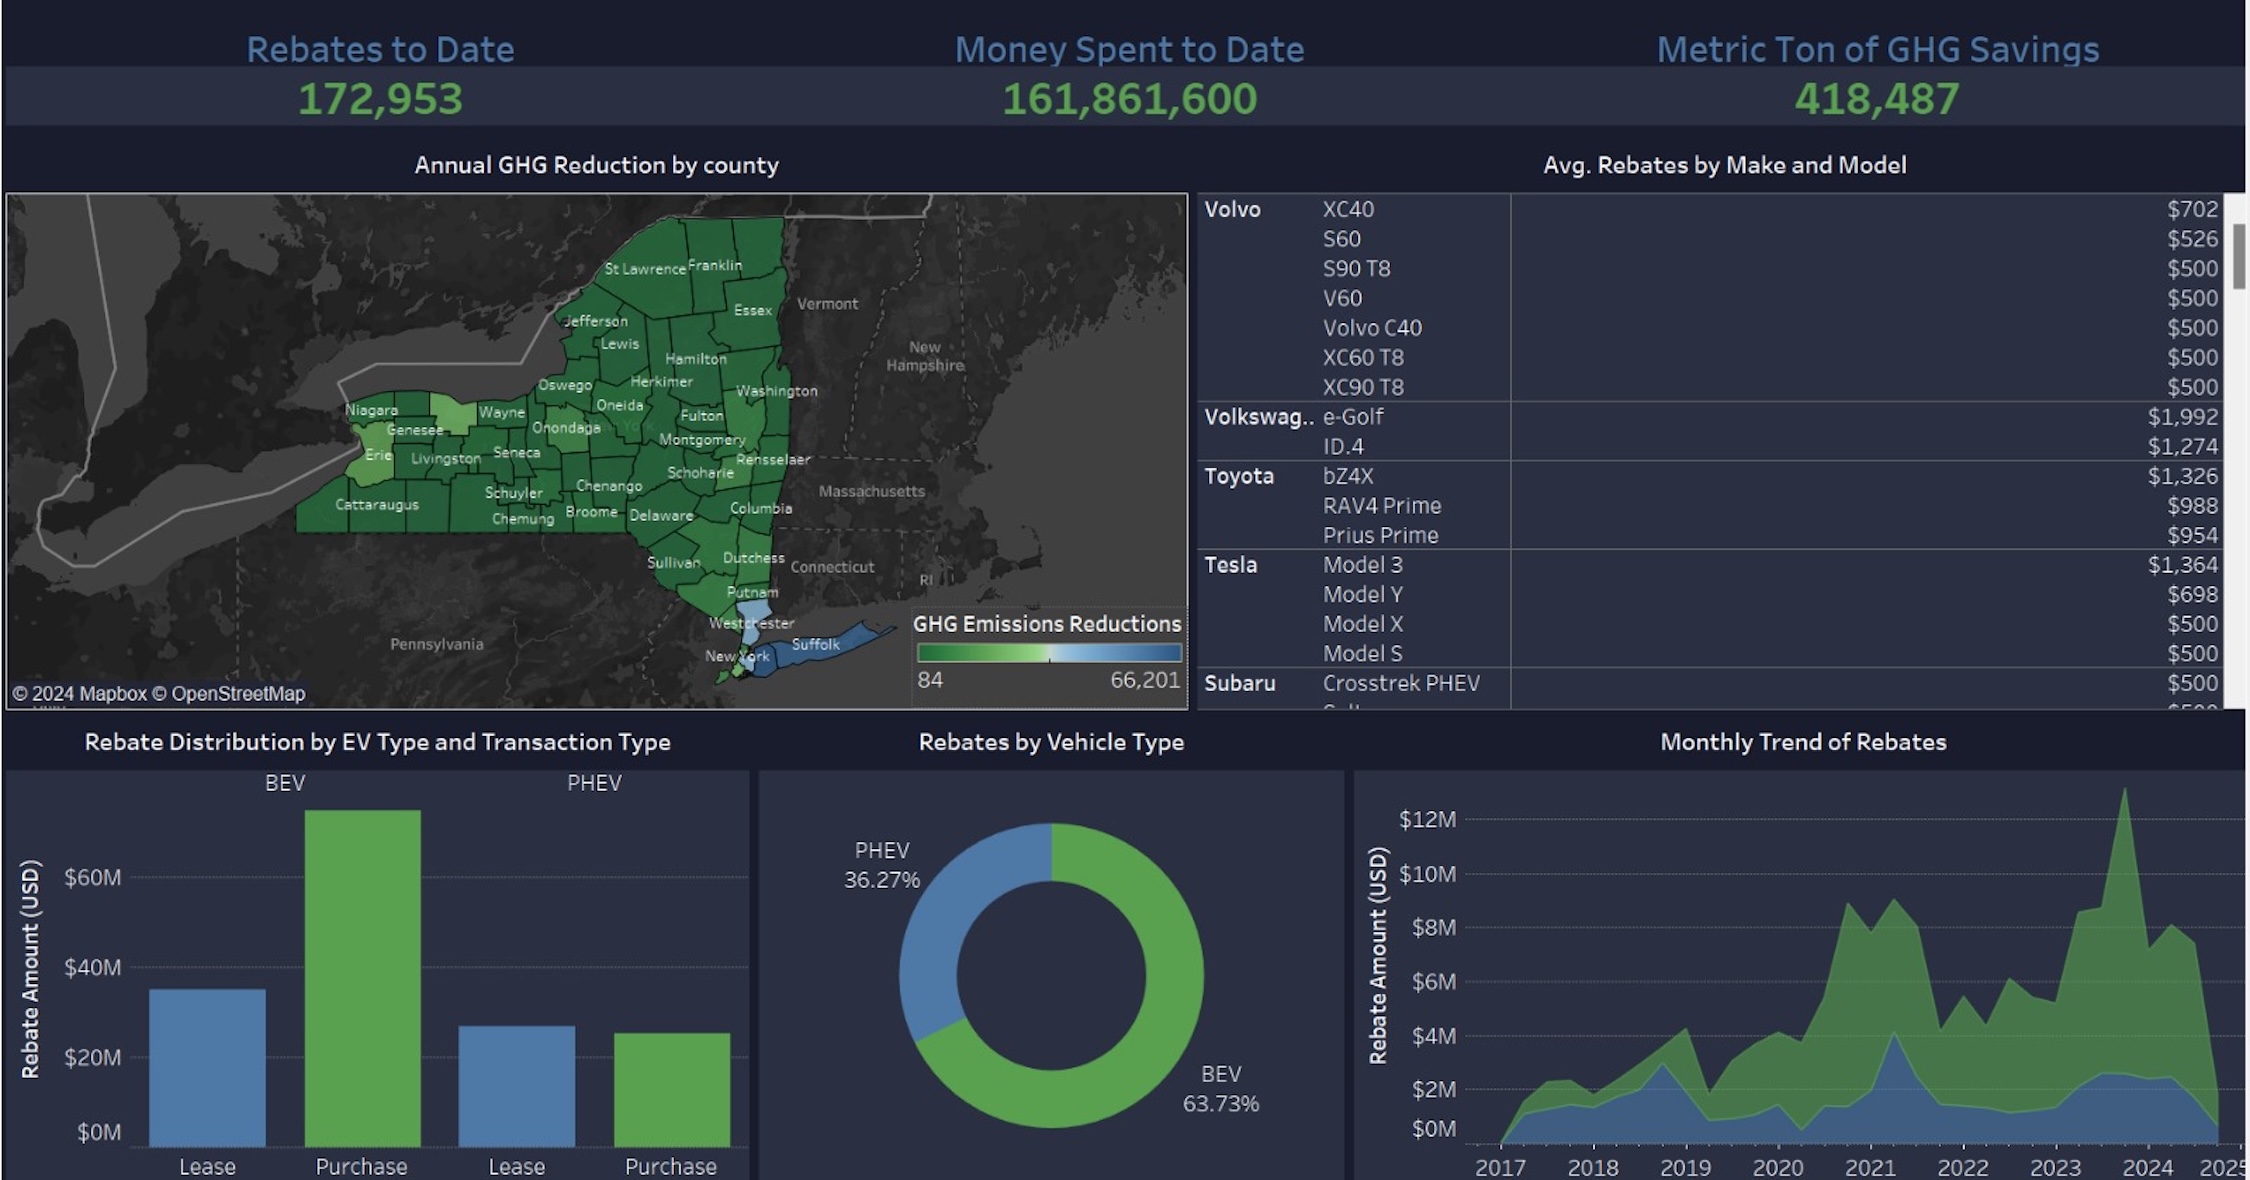 Rebates to Date
Money Spent to Date
Metric Ton of GHG Savings
172,953
161,861,600
418,487
Annual GHG Reduction by county
St Lawrence
Franklin
Essex
Vermont
Jefferson
Lewis
New
Hampshire
Hamilton
Oswego
Herkimer
Washington
Niagara
Wayne
Oneida
Fulton
Genesee
Onondaga
Montgomery
Erie
Livingston
Seneca
Rensselaer
Schoharie
Schuyler
Chenango
Massachusetts
Cattaraugus
Chemung
Broome
Delaware
Columbia
Sullivan
Dutchess
Connecticut
RI
Putnam
Westchester
Pennsylvania
New York
Suffolk
GHG Emissions Reductions
84
66,201
© 2024 Mapbox © OpenStreetMap
Avg. Rebates by Make and Model
Volvo XC40 $702
S60 $526
S90 T8 $500
V60 $500
Volvo C40 $500
XC60 T8 $500
XC90 T8 $500
Volkswag.. e-Golf $1,992
ID.4 $1,274
Toyota bZ4X $1,326
RAV4 Prime $988
Prius Prime $954
Tesla Model 3 $1,364
Model Y $698
Model X $500
Model S $500
Subaru Crosstrek PHEV $500
Rebate Distribution by EV Type and Transaction Type
BEV
PHEV
Rebate Amount (USD)
$60M
$40M
$20M
$0M
Lease
Purchase
Lease
Purchase
Rebates by Vehicle Type
PHEV
36.27%
BEV
63.73%
Monthly Trend of Rebates
Rebate Amount (USD)
$12M
$10M
$8M
$6M
$4M
$2M
$0M
2017
2018
2019
2020
2021
2022
2023
2024
2025